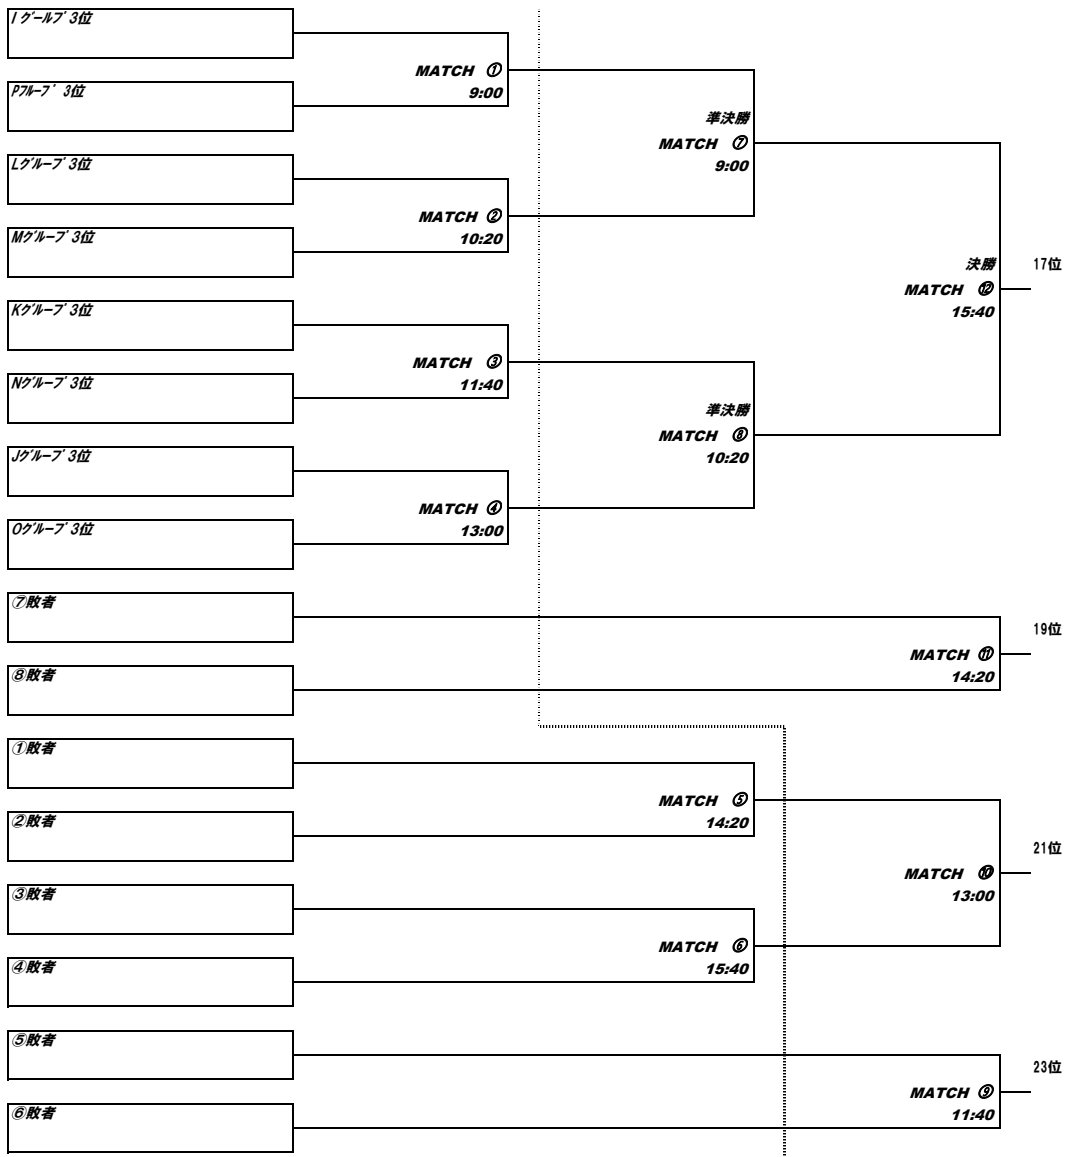 Iグールプ3位
MATCH ①
9:00
Pフループ 3位
準決勝
MATCH ⑦
9:00
Lグループ3位
MATCH ②
10:20
Mグループ3位
決勝
17位
MATCH ⑫
15:40
Kグループ3位
MATCH ③
11:40
Nグループ3位
準決勝
MATCH ⑧
10:20
Jグループ3位
MATCH ④
13:00
Oグループ3位
⑦敗者
19位
MATCH ⑪
14:20
⑧敗者
①敗者
MATCH ⑤
14:20
②敗者
21位
MATCH ⑩
13:00
③敗者
MATCH ⑥
15:40
④敗者
⑤敗者
23位
MATCH ⑨
11:40
⑥敗者